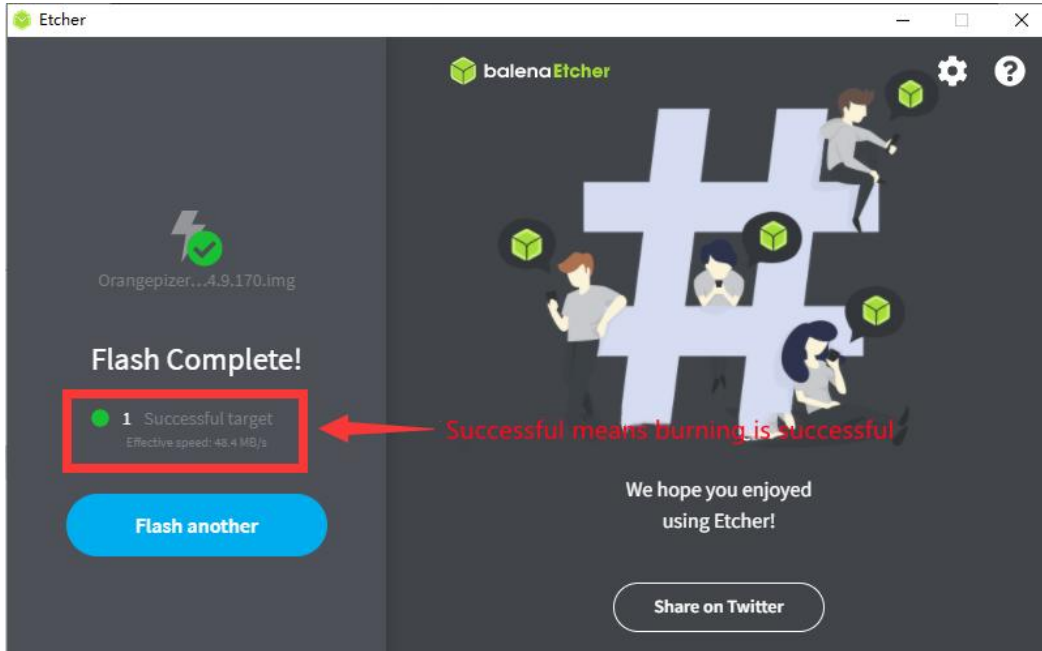 Etcher
balenaEtcher
Orangepizer...4.9.170.img
Flash Complete!
1 Successful target
Effective speed: 48.4 MB/s
Successful means burning is successful
Flash another
We hope you enjoyed
using Etcher!
Share on Twitter